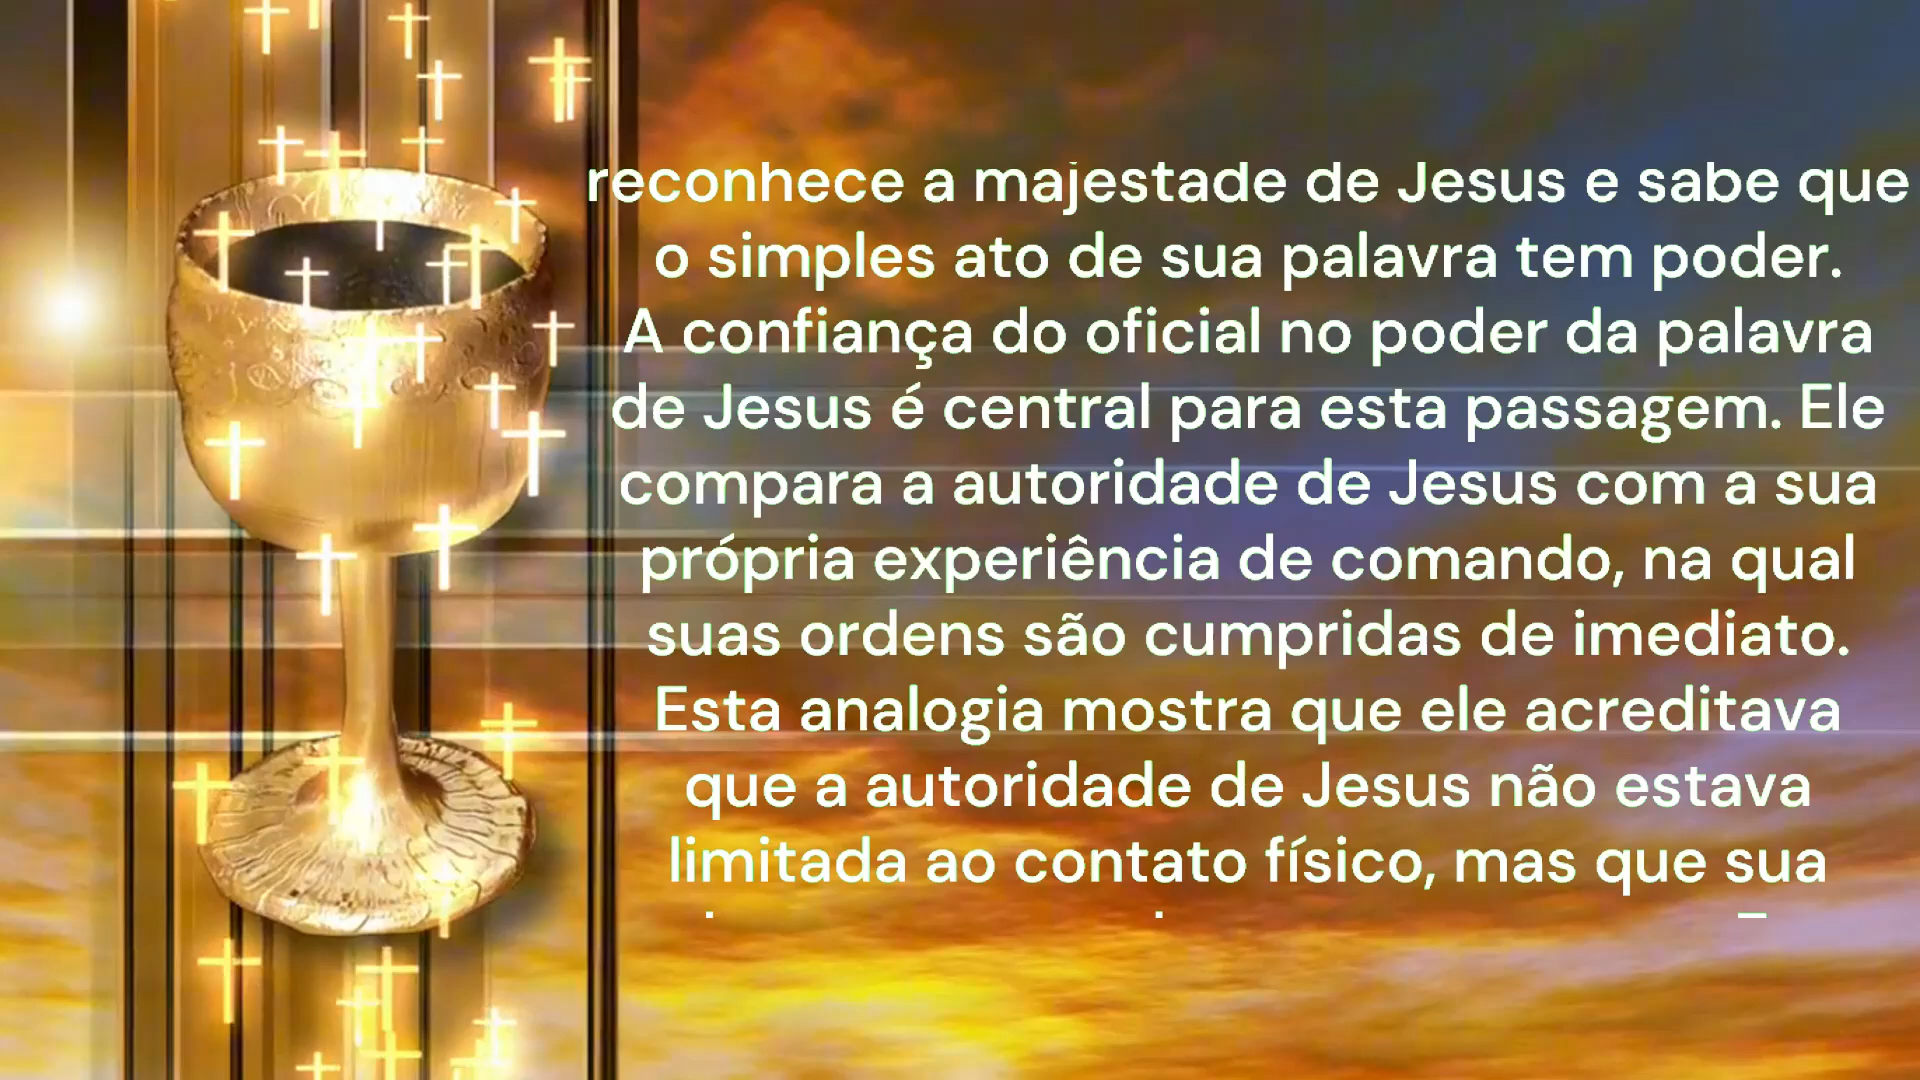 reconhece a majestade de Jesus e sabe que
o simples ato de sua palavra tem poder.
A confiança do oficial no poder da palavra
de Jesus é central para esta passagem. Ele
compara a autoridade de Jesus com a sua
própria experiência de comando, na qual
suas ordens são cumpridas de imediato.
Esta analogia mostra que ele acreditava
que a autoridade de Jesus não estava
limitada ao contato físico, mas que sua